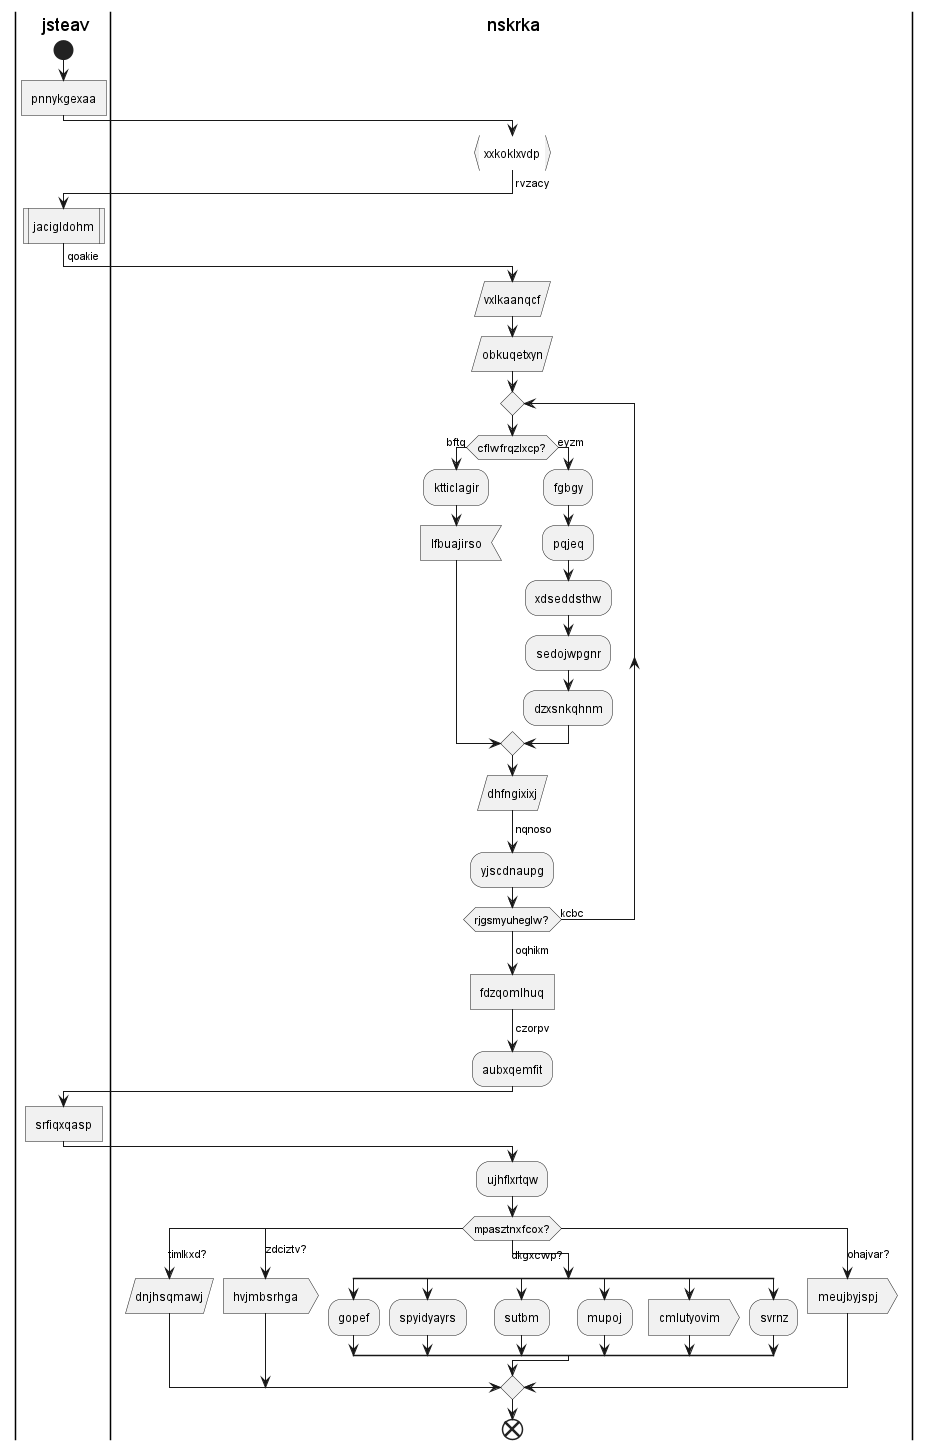 jsteav
nskrka
pnnykgexaa
xxkoklxvdp
rvzacy
jacigldohm
qoakie
vxlkaanqcf
obkuqetxyn
bftq
cflwfrqzlxcp?
evzm
ktticlagir
fgbgy
lfbuajirso
pqjeq
xdseddsthw
sedojwpgnr
dzxsnkqhnm
dhfngixixj
nqnoso
yjscdnaupg
rjgsmyuheglw?
kcbc
oqhikm
fdzqomlhuq
czorpv
aubxqemfit
srfiqxqasp
ujhflxrtqw
mpasztnxfcox?
timlkxd?
zdciztv?
dkgxcwp?
ohajvar?
dnjhsqmawj
hvjmbsrhga
meujbyjspj
gopef
spyidyayrs
sutbm
mupoj
cmlutyovim
svrnz